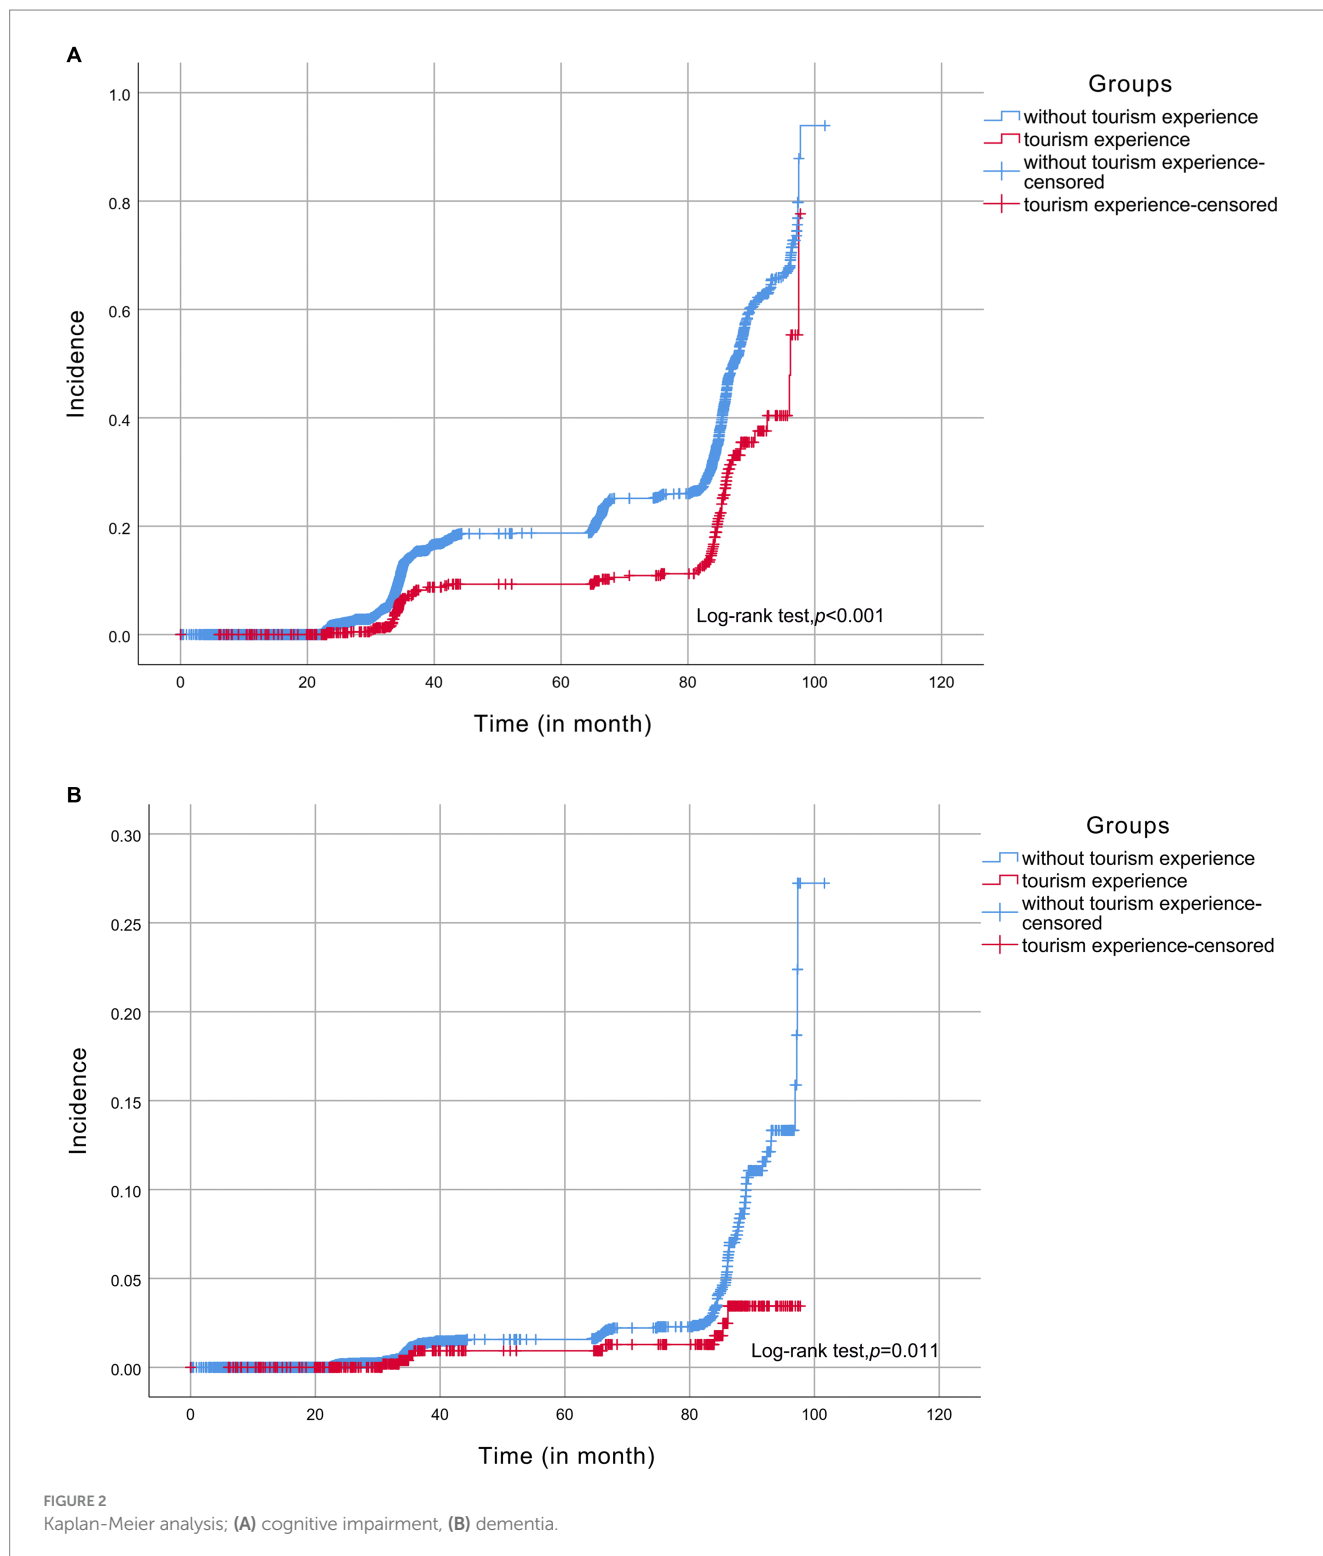 A
Groups
without tourism experience
tourism experience
without tourism experience-
censored
tourism experience-censored
Incidence
1.0
0.8
0.6
0.4
0.2
0.0
Log-rank test,p<0.001
0 20 40 60 80 100 120
Time (in month)
B
Groups
without tourism experience
tourism experience
without tourism experience-
censored
tourism experience-censored
Incidence
0.30
0.25
0.20
0.15
0.10
0.05
0.00
Log-rank test,p=0.011
0 20 40 60 80 100 120
Time (in month)
FIGURE 2
Kaplan-Meier analysis; (A) cognitive impairment, (B) dementia.